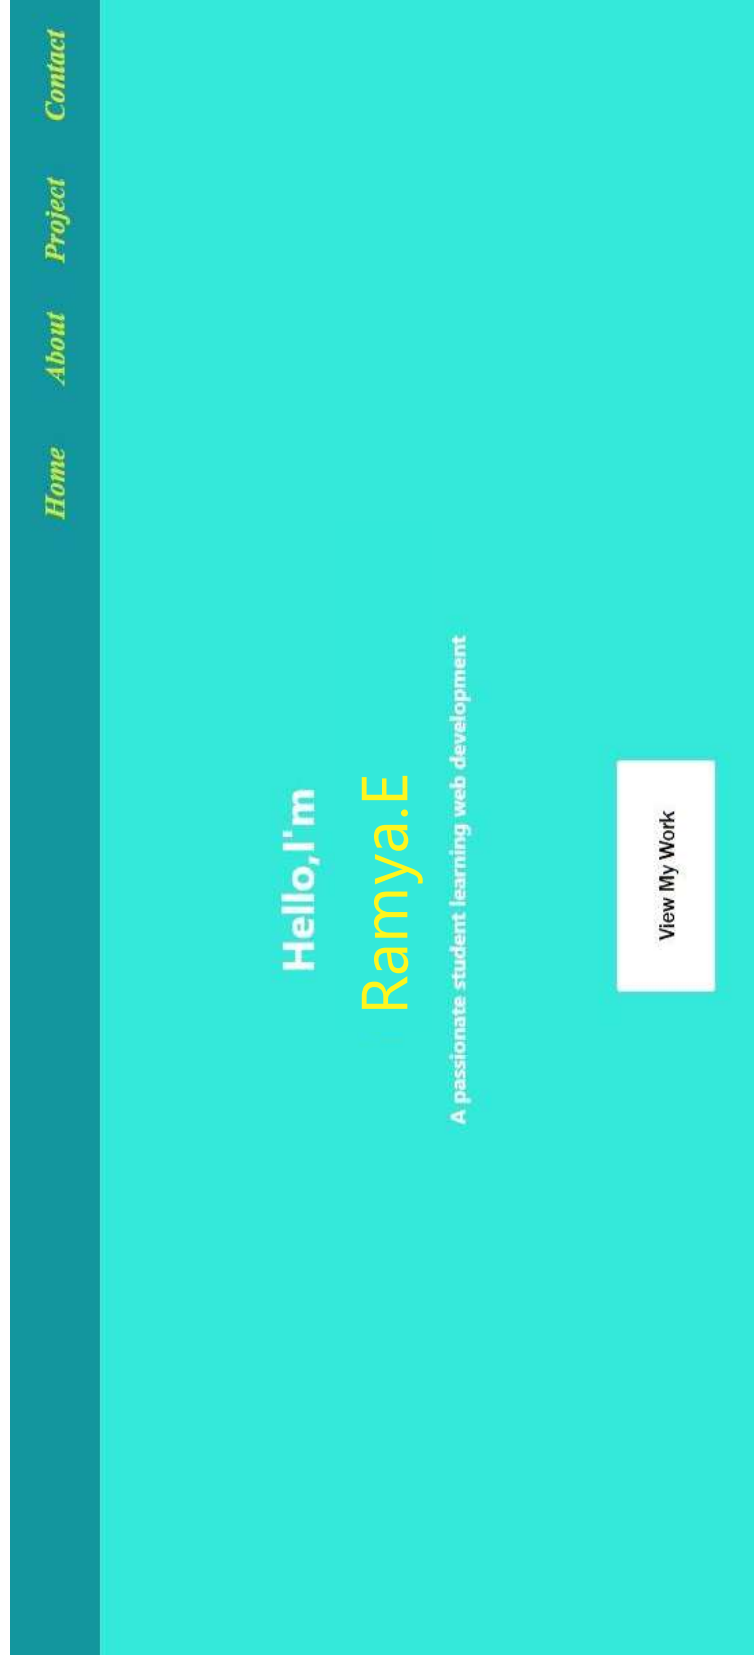 Home About Project Contact
Hello,I'm
Ramya.E
A passionate student learning web development
View My Work